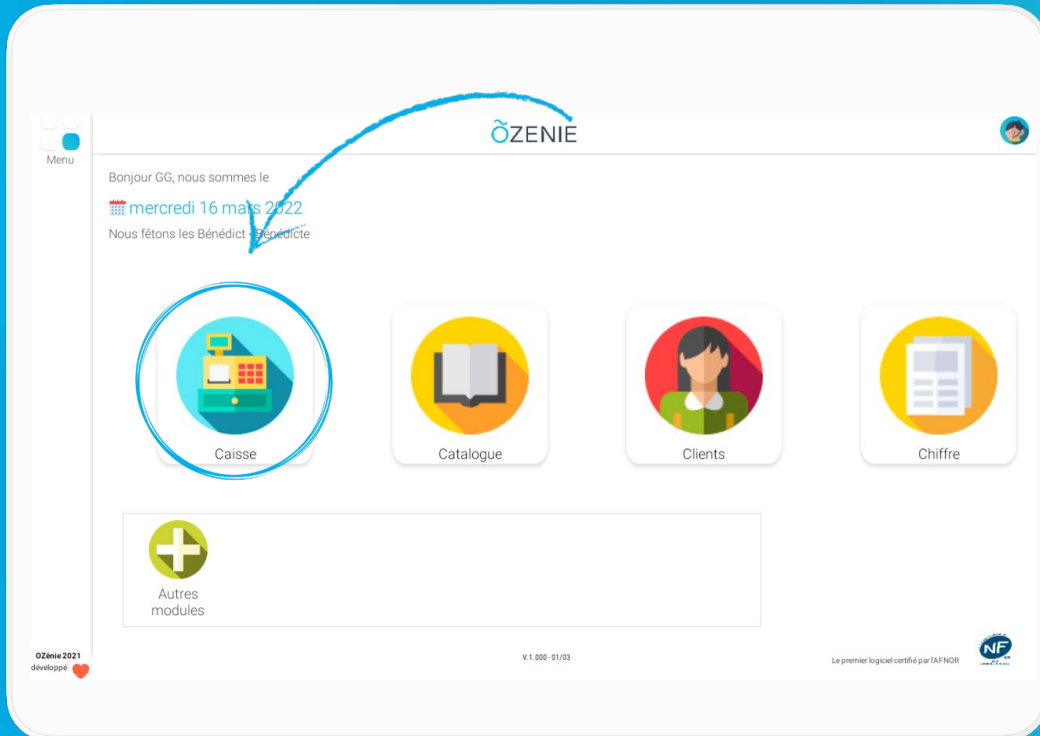 õZENIE
Menu
Bonjour GG, nous sommes le
mercredi 16 mars 2022
Nous fêtons les Bénédict - Bénédicte
Caisse
Catalogue
Clients
Chiffre
Autres
modules
OZénie 2021
développé
V.1.000 - 01/03
Le premier logiciel certifié par l'AFNOR
NF